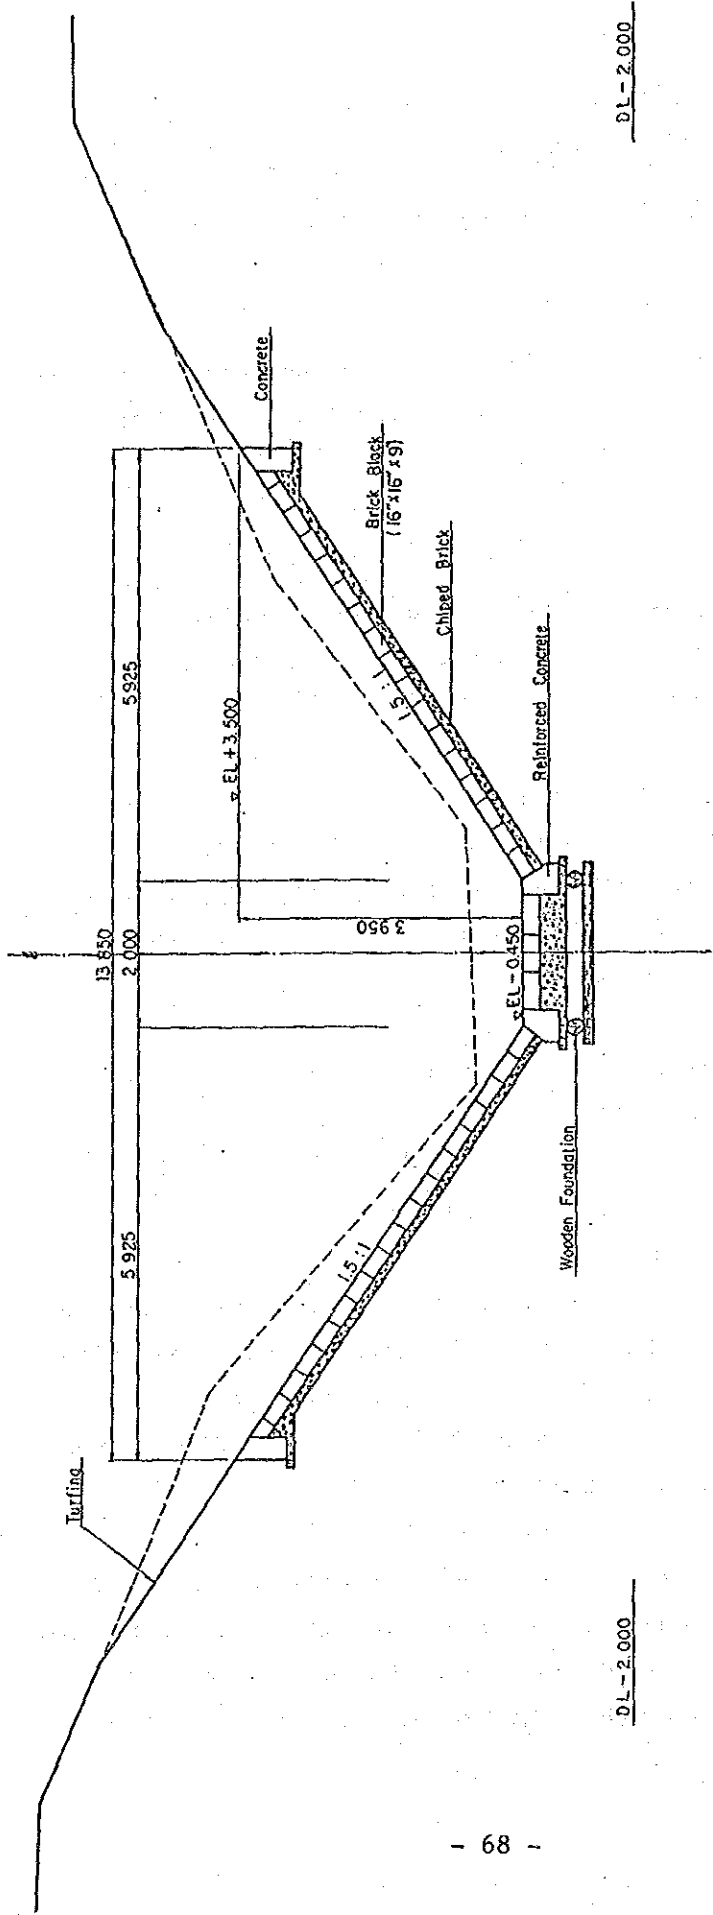 13.850
5.925
2.000
5.925
Turfing
▽ EL+3.500
Concrete
3.950
Brick Block
(16"x16"x9)
1.5 : 1
1.5 : 1
Chiped Brick
▽ EL-0.450
Reinforced Concrete
Wooden Foundation
DL-2.000
DL-2.000
- 68 -